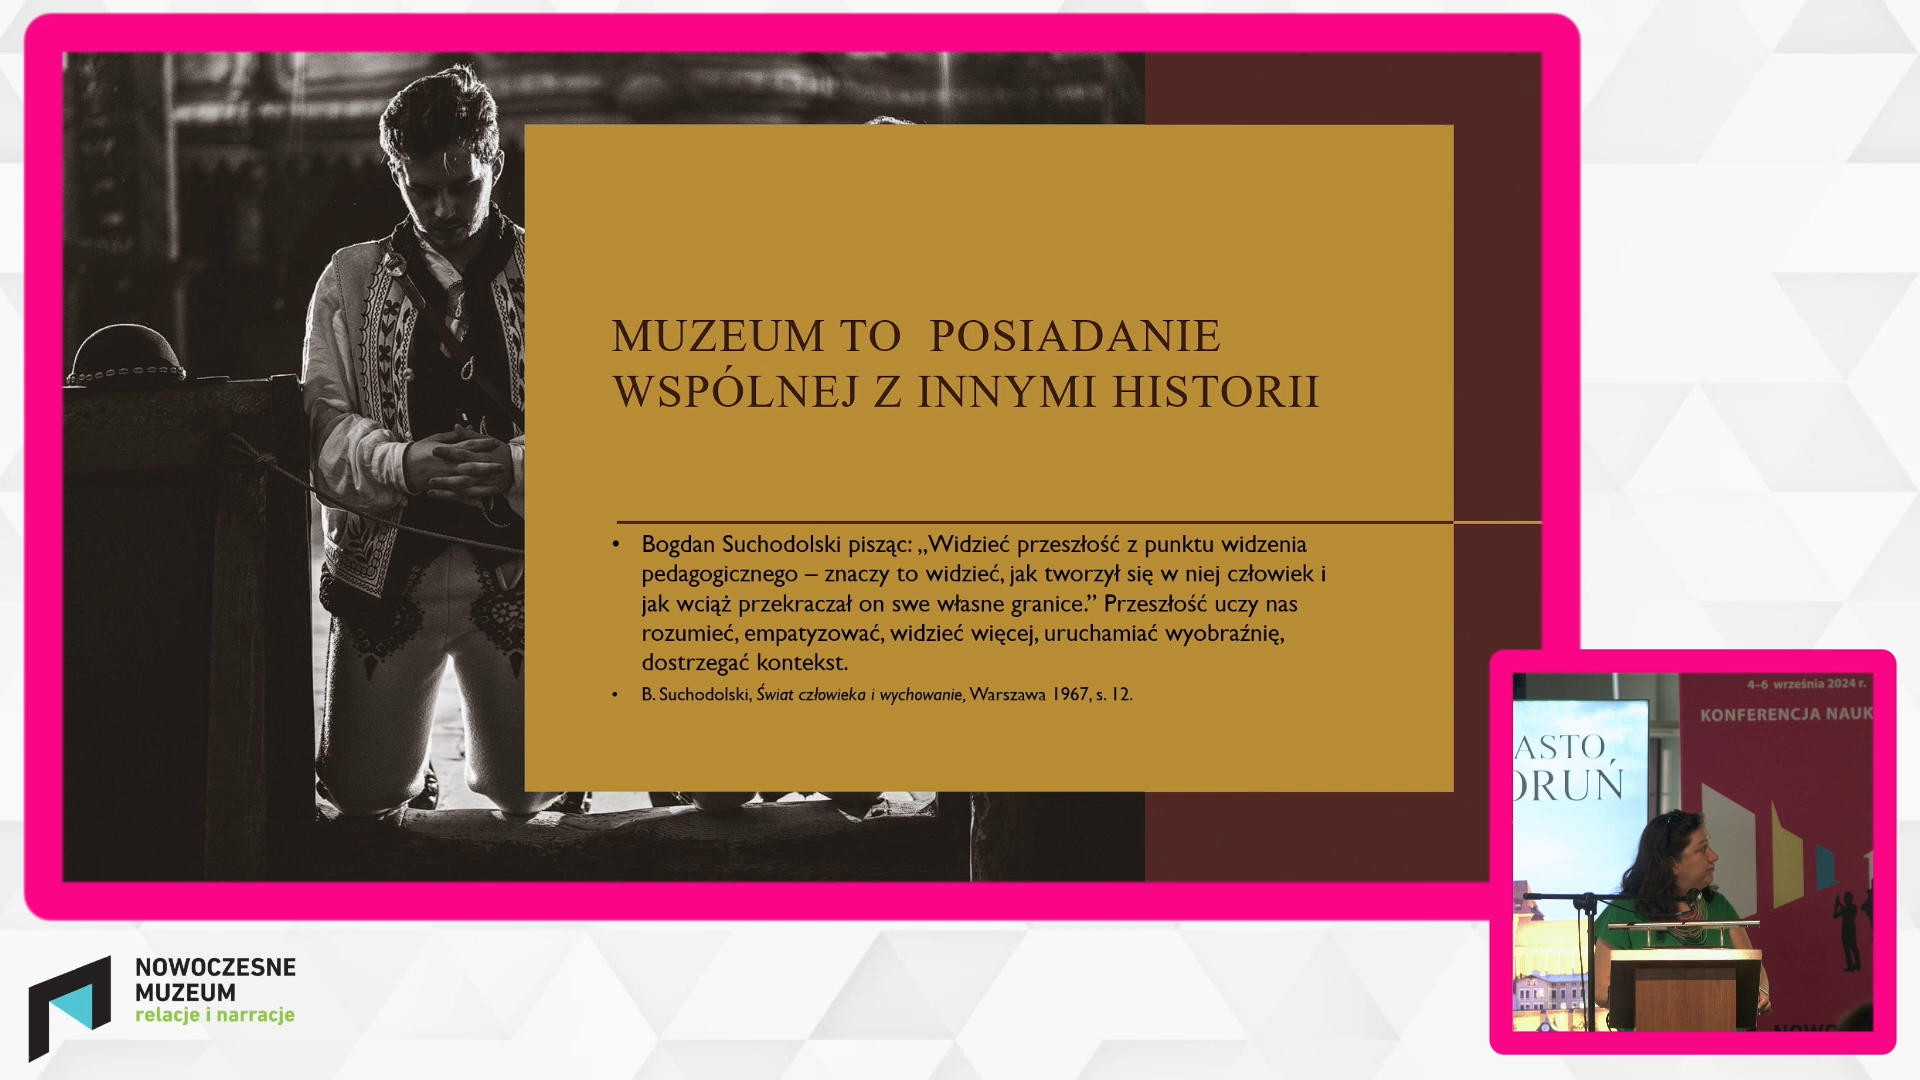 MUZEUM TO POSIADANIE
WSPÓLNEJ Z INNYMI HISTORII
• Bogdan Suchodolski pisząc: „Widzieć przeszłość z punktu widzenia
pedagogicznego – znaczy to widzieć, jak tworzył się w niej człowiek i
jak wciąż przekraczał on swe własne granice.” Przeszłość uczy nas
rozumieć, empatyzować, widzieć więcej, uruchamiać wyobraźnię,
dostrzegać kontekst.
• B. Suchodolski, Świat człowieka i wychowanie, Warszawa 1967, s. 12.
4–6 września 2024 r.
KONFERENCJA NAUK
ASTO,
ORUŃ
NOWOCZESNE
MUZEUM
relacje i narracje